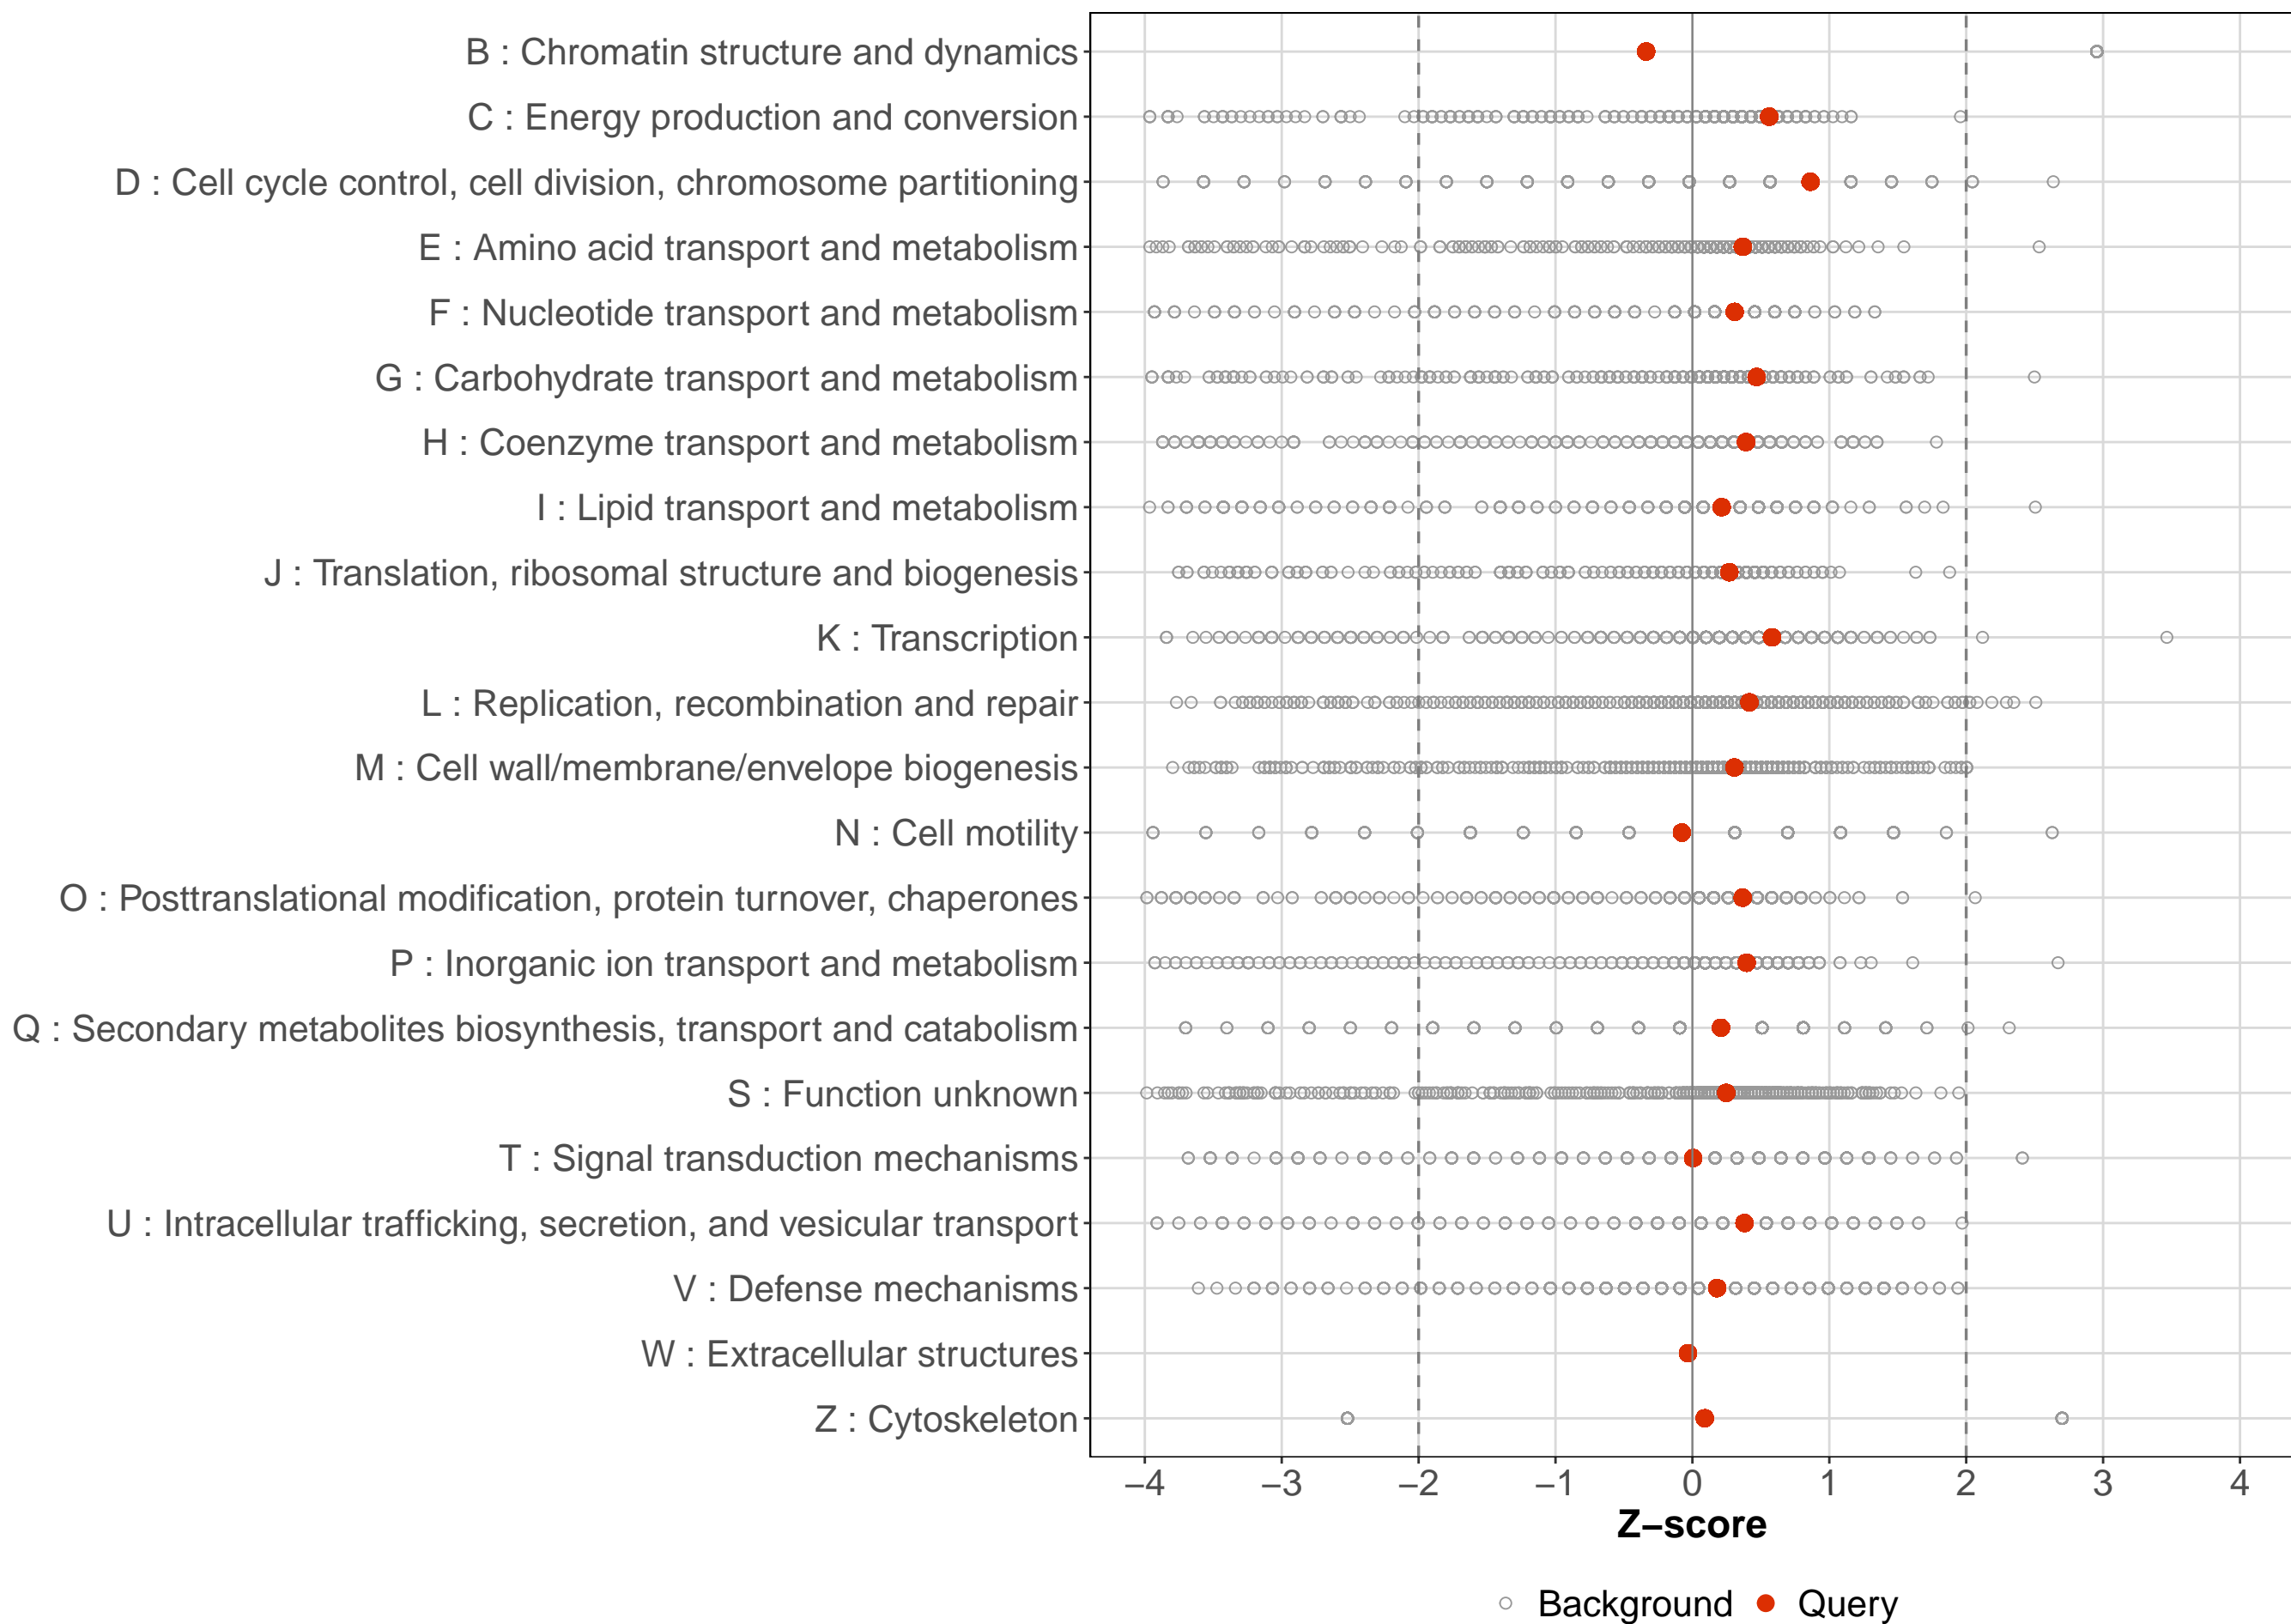 B : Chromatin structure and dynamics
C : Energy production and conversion
D : Cell cycle control, cell division, chromosome partitioning
E : Amino acid transport and metabolism
F : Nucleotide transport and metabolism
G : Carbohydrate transport and metabolism
H : Coenzyme transport and metabolism
I : Lipid transport and metabolism
J : Translation, ribosomal structure and biogenesis
K : Transcription
L : Replication, recombination and repair
M : Cell wall/membrane/envelope biogenesis
N : Cell motility
O : Posttranslational modification, protein turnover, chaperones
P : Inorganic ion transport and metabolism
Q : Secondary metabolites biosynthesis, transport and catabolism
S : Function unknown
T : Signal transduction mechanisms
U : Intracellular trafficking, secretion, and vesicular transport
V : Defense mechanisms
W : Extracellular structures
Z : Cytoskeleton
−4 −3 −2 −1 0 1 2 3 4
Z−score
Background Query